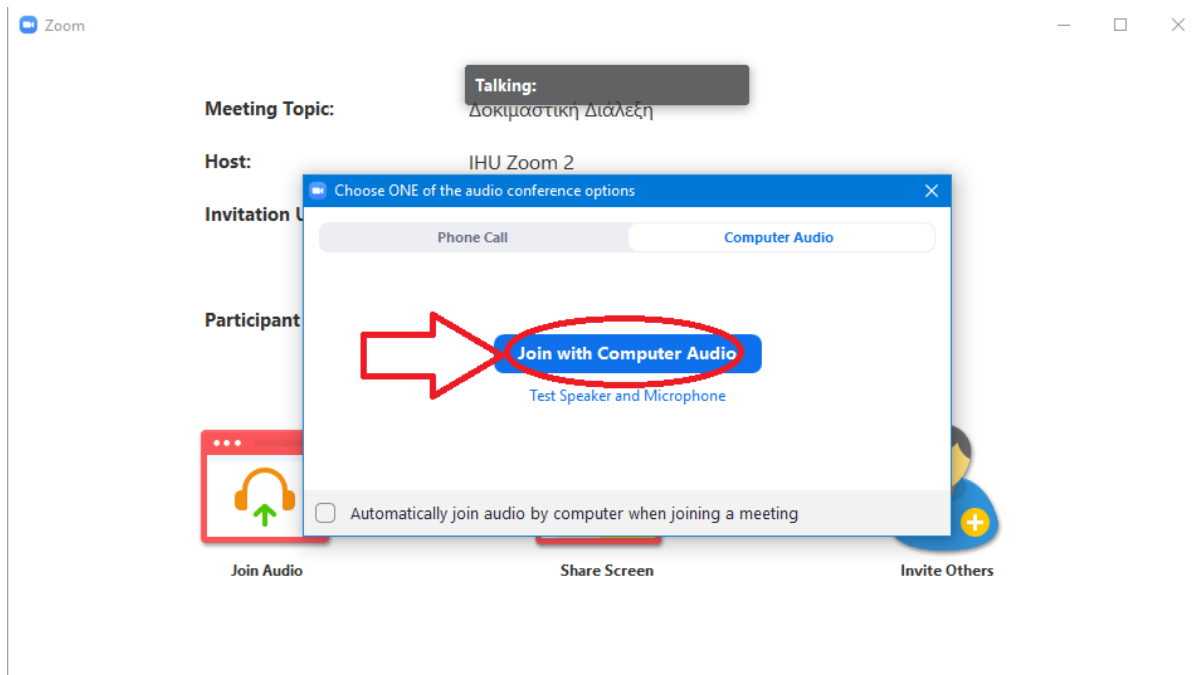 Zoom
Talking:
Meeting Topic:
Δοκιμαστική Διάλεξη
Host:
IHU Zoom 2
Choose ONE of the audio conference options
Invitation
Phone Call
Computer Audio
Participant
Join with Computer Audio
Test Speaker and Microphone
Automatically join audio by computer when joining a meeting
Join Audio
Share Screen
Invite Others